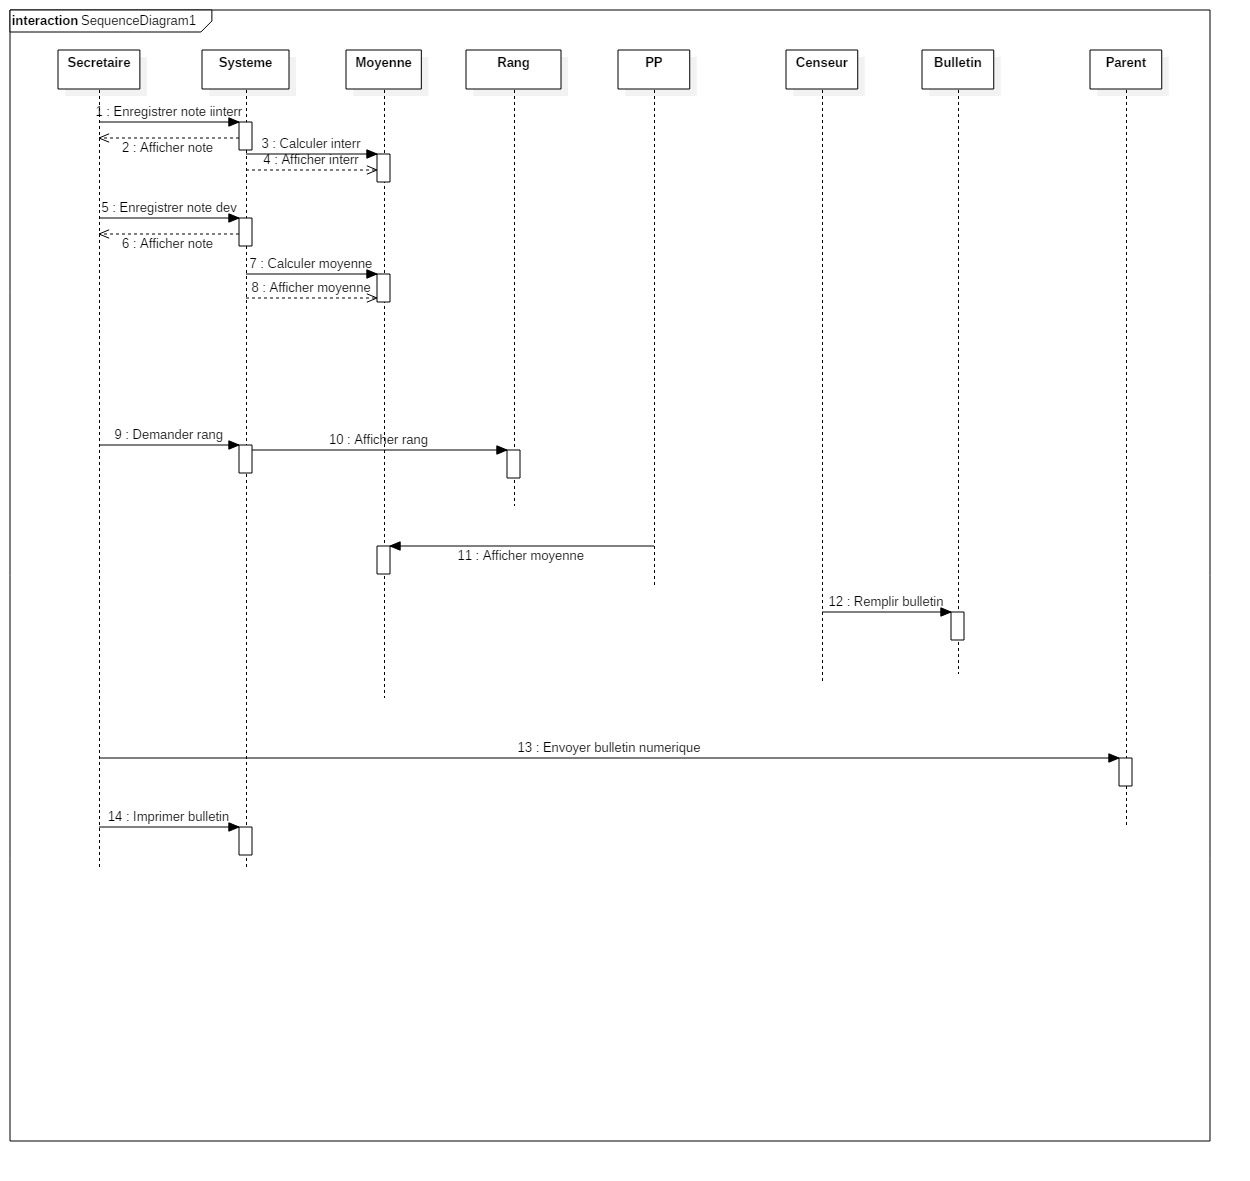 interaction SequenceDiagram1
Secretaire
Systeme
Moyenne
Rang
PP
Censeur
Bulletin
Parent
1 : Enregistrer note iinterr
2 : Afficher note
3 : Calculer interr
4 : Afficher interr
5 : Enregistrer note dev
6 : Afficher note
7 : Calculer moyenne
8 : Afficher moyenne
9 : Demander rang
10 : Afficher rang
11 : Afficher moyenne
12 : Remplir bulletin
13 : Envoyer bulletin numerique
14 : Imprimer bulletin